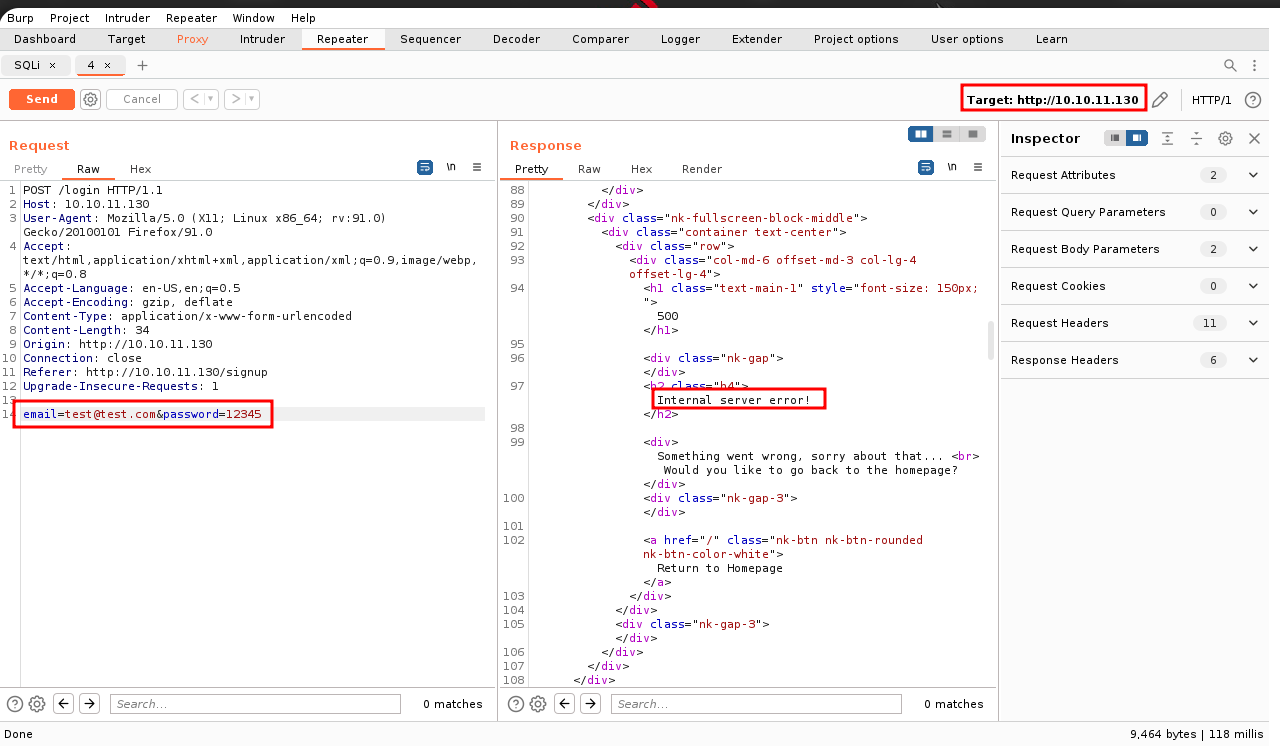 Burp Project Intruder Repeater Window Help
Dashboard Target Proxy Intruder Repeater Sequencer Decoder Comparer Logger Extender Project options User options Learn
SQLi × 4 × +
Send Cancel < > Target: http://10.10.11.130 HTTP/1 ?
Request
Pretty Raw Hex \n
1 POST /login HTTP/1.1
2 Host: 10.10.11.130
3 User-Agent: Mozilla/5.0 (X11; Linux x86_64; rv:91.0)
Gecko/20100101 Firefox/91.0
4 Accept:
text/html,application/xhtml+xml,application/xml;q=0.9,image/webp,
*/*;q=0.8
5 Accept-Language: en-US,en;q=0.5
6 Accept-Encoding: gzip, deflate
7 Content-Type: application/x-www-form-urlencoded
8 Content-Length: 34
9 Origin: http://10.10.11.130
10 Connection: close
11 Referer: http://10.10.11.130/signup
12 Upgrade-Insecure-Requests: 1
13
14 email=test@test.com&password=12345
Search... 0 matches
Response
Pretty Raw Hex Render \n
88 </div>
89 </div>
90 <div class="nk-fullscreen-block-middle">
91 <div class="container text-center">
92 <div class="row">
93 <div class="col-md-6 offset-md-3 col-lg-4
offset-lg-4">
94 <h1 class="text-main-1" style="font-size: 150px;
">
500
</h1>
95
96 <div class="nk-gap">
</div>
97 <h2 class="h4">
Internal server error!
</h2>
98
99 <div>
Something went wrong, sorry about that... <br>
Would you like to go back to the homepage?
</div>
100 <div class="nk-gap-3">
</div>
101
102 <a href="/" class="nk-btn nk-btn-rounded
nk-btn-color-white">
Return to Homepage
</a>
103 </div>
104 </div>
105 <div class="nk-gap-3">
</div>
106 </div>
107 </div>
108 </div>
Search... 0 matches
Inspector
Request Attributes 2
Request Query Parameters 0
Request Body Parameters 2
Request Cookies 0
Request Headers 11
Response Headers 6
Done 9,464 bytes | 118 millis